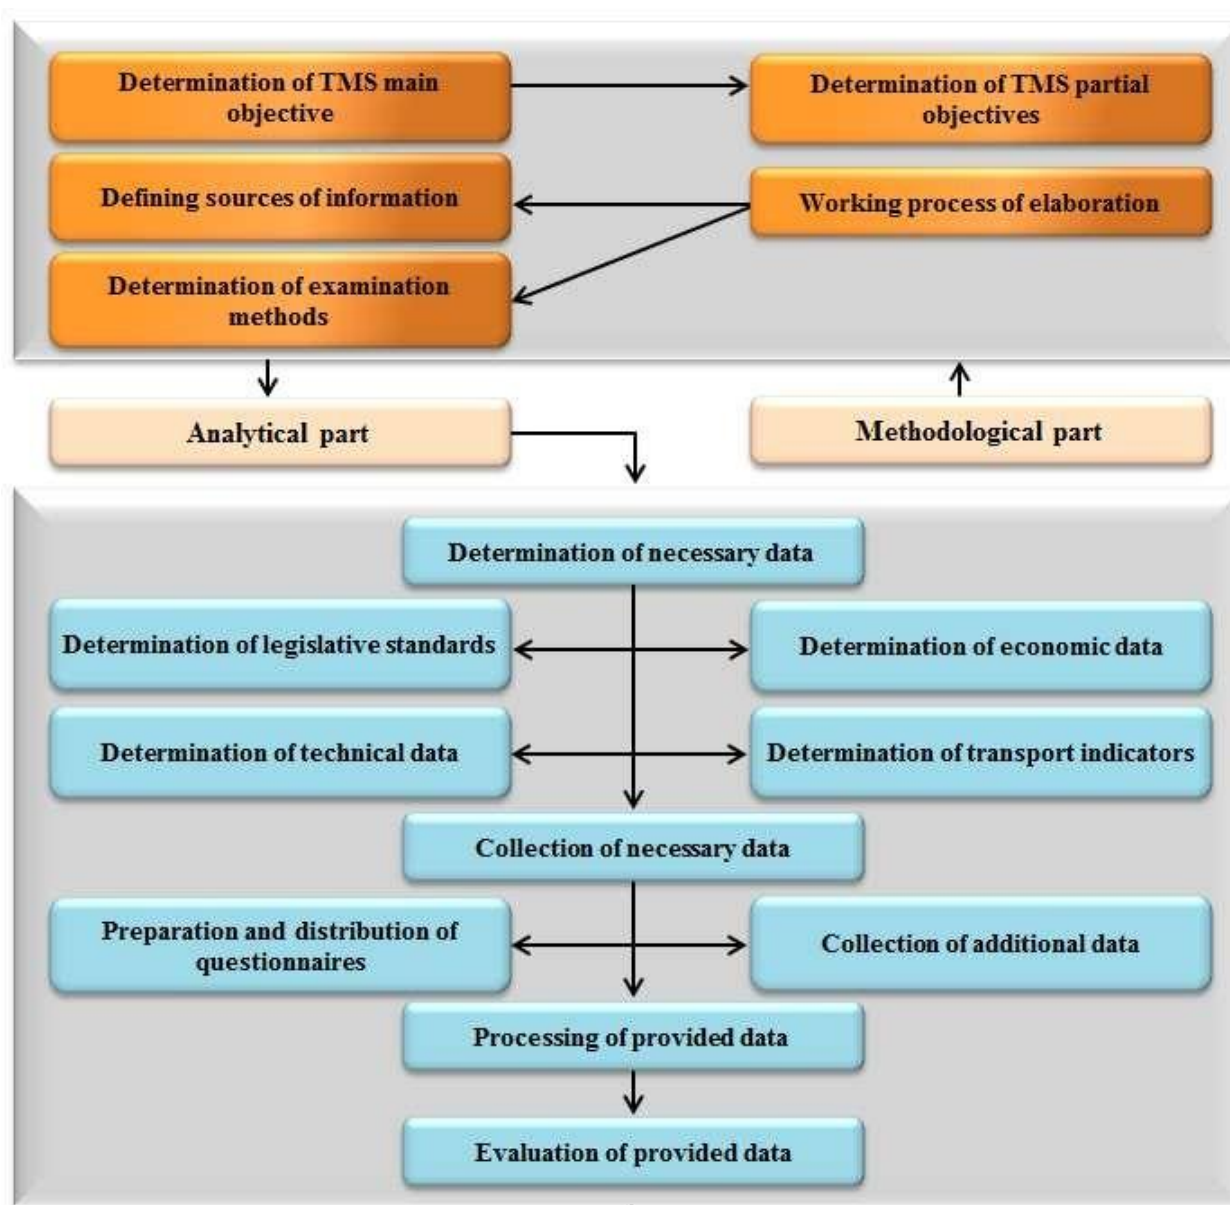 Determination of TMS main
objective
Determination of TMS partial
objectives
Defining sources of information
Working process of elaboration
Determination of examination
methods
Analytical part
Methodological part
Determination of necessary data
Determination of legislative standards
Determination of economic data
Determination of technical data
Determination of transport indicators
Collection of necessary data
Preparation and distribution of
questionnaires
Collection of additional data
Processing of provided data
Evaluation of provided data